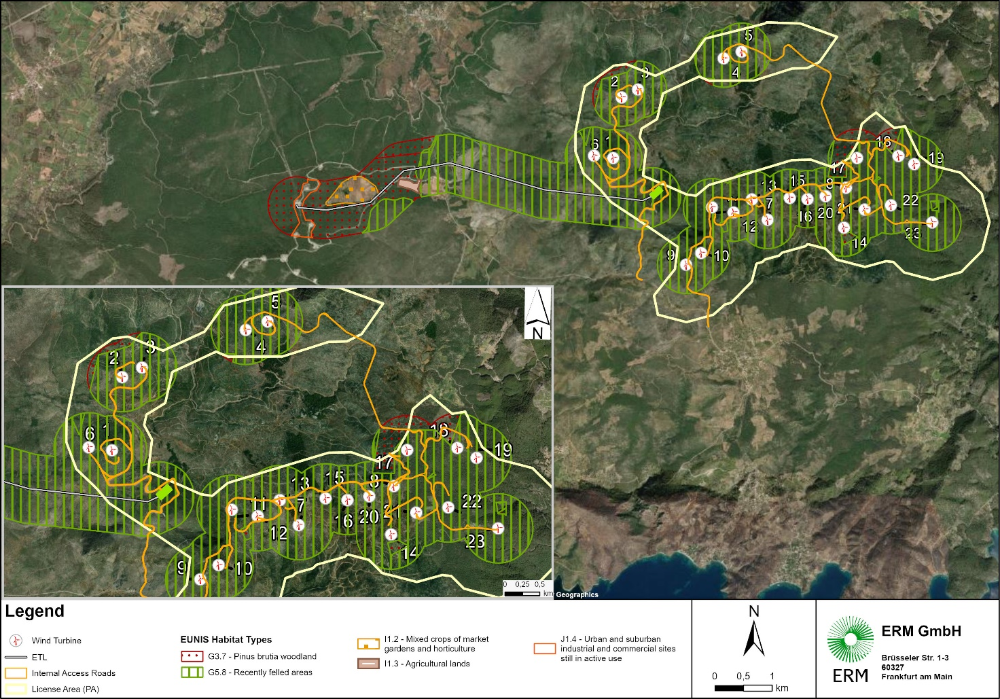 5
4
3
2
6
1
18
19
17
13
15
8
11
7
12
16
20
21
22
23
14
9
10
5
4
3
2
N
6
1
18
19
17
13
15
8
11
7
12
16
20
22
23
14
9
10
0 0,25 0,5
km
Geographics
Legend
Wind Turbine
ETL
Internal Access Roads
License Area (PA)
EUNIS Habitat Types
G3.7 - Pinus brutia woodland
G5.8 - Recently felled areas
I1.2 - Mixed crops of market
gardens and horticulture
I1.3 - Agricultural lands
J1.4 - Urban and suburban
industrial and commercial sites
still in active use
N
0 0,5 1
km
ERM
ERM GmbH
Brüsseler Str. 1-3
60327
Frankfurt am Main